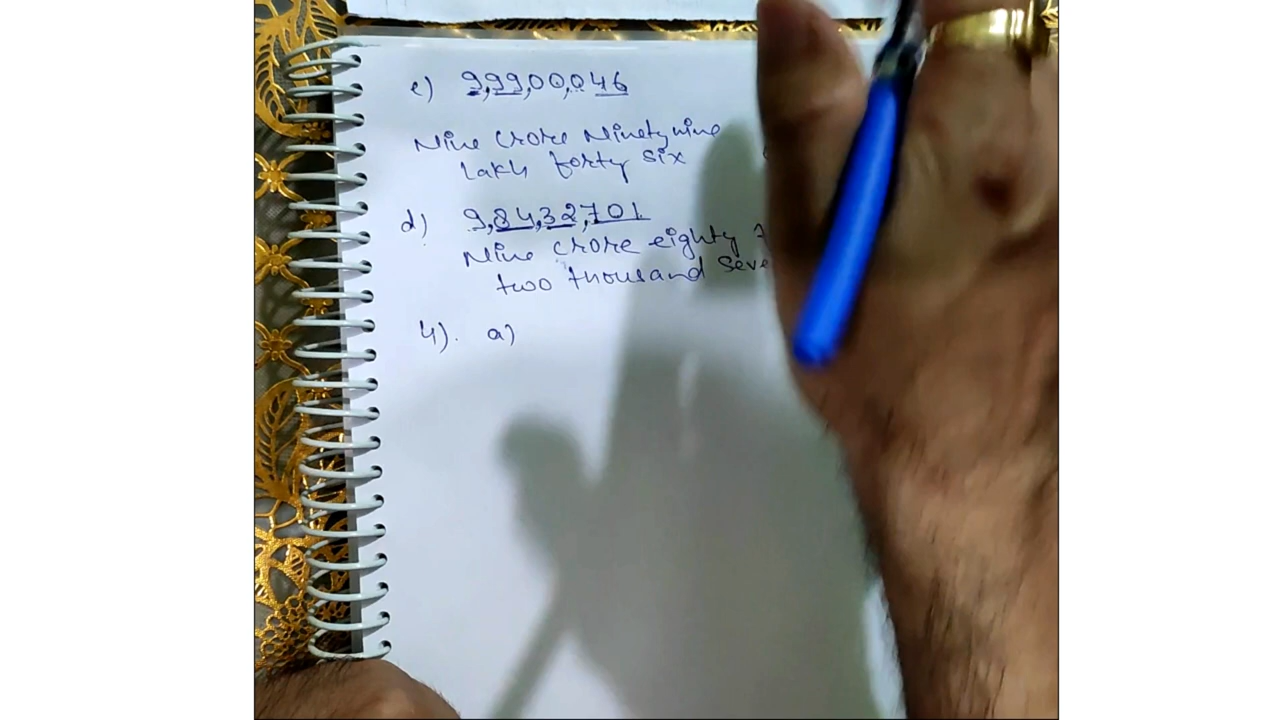 e) 9,99,00,046
Nine Crore Ninety nine
lakh forty six
d) 9,84,32,701
Nine crore eighty
two thousand Seve
4). a)